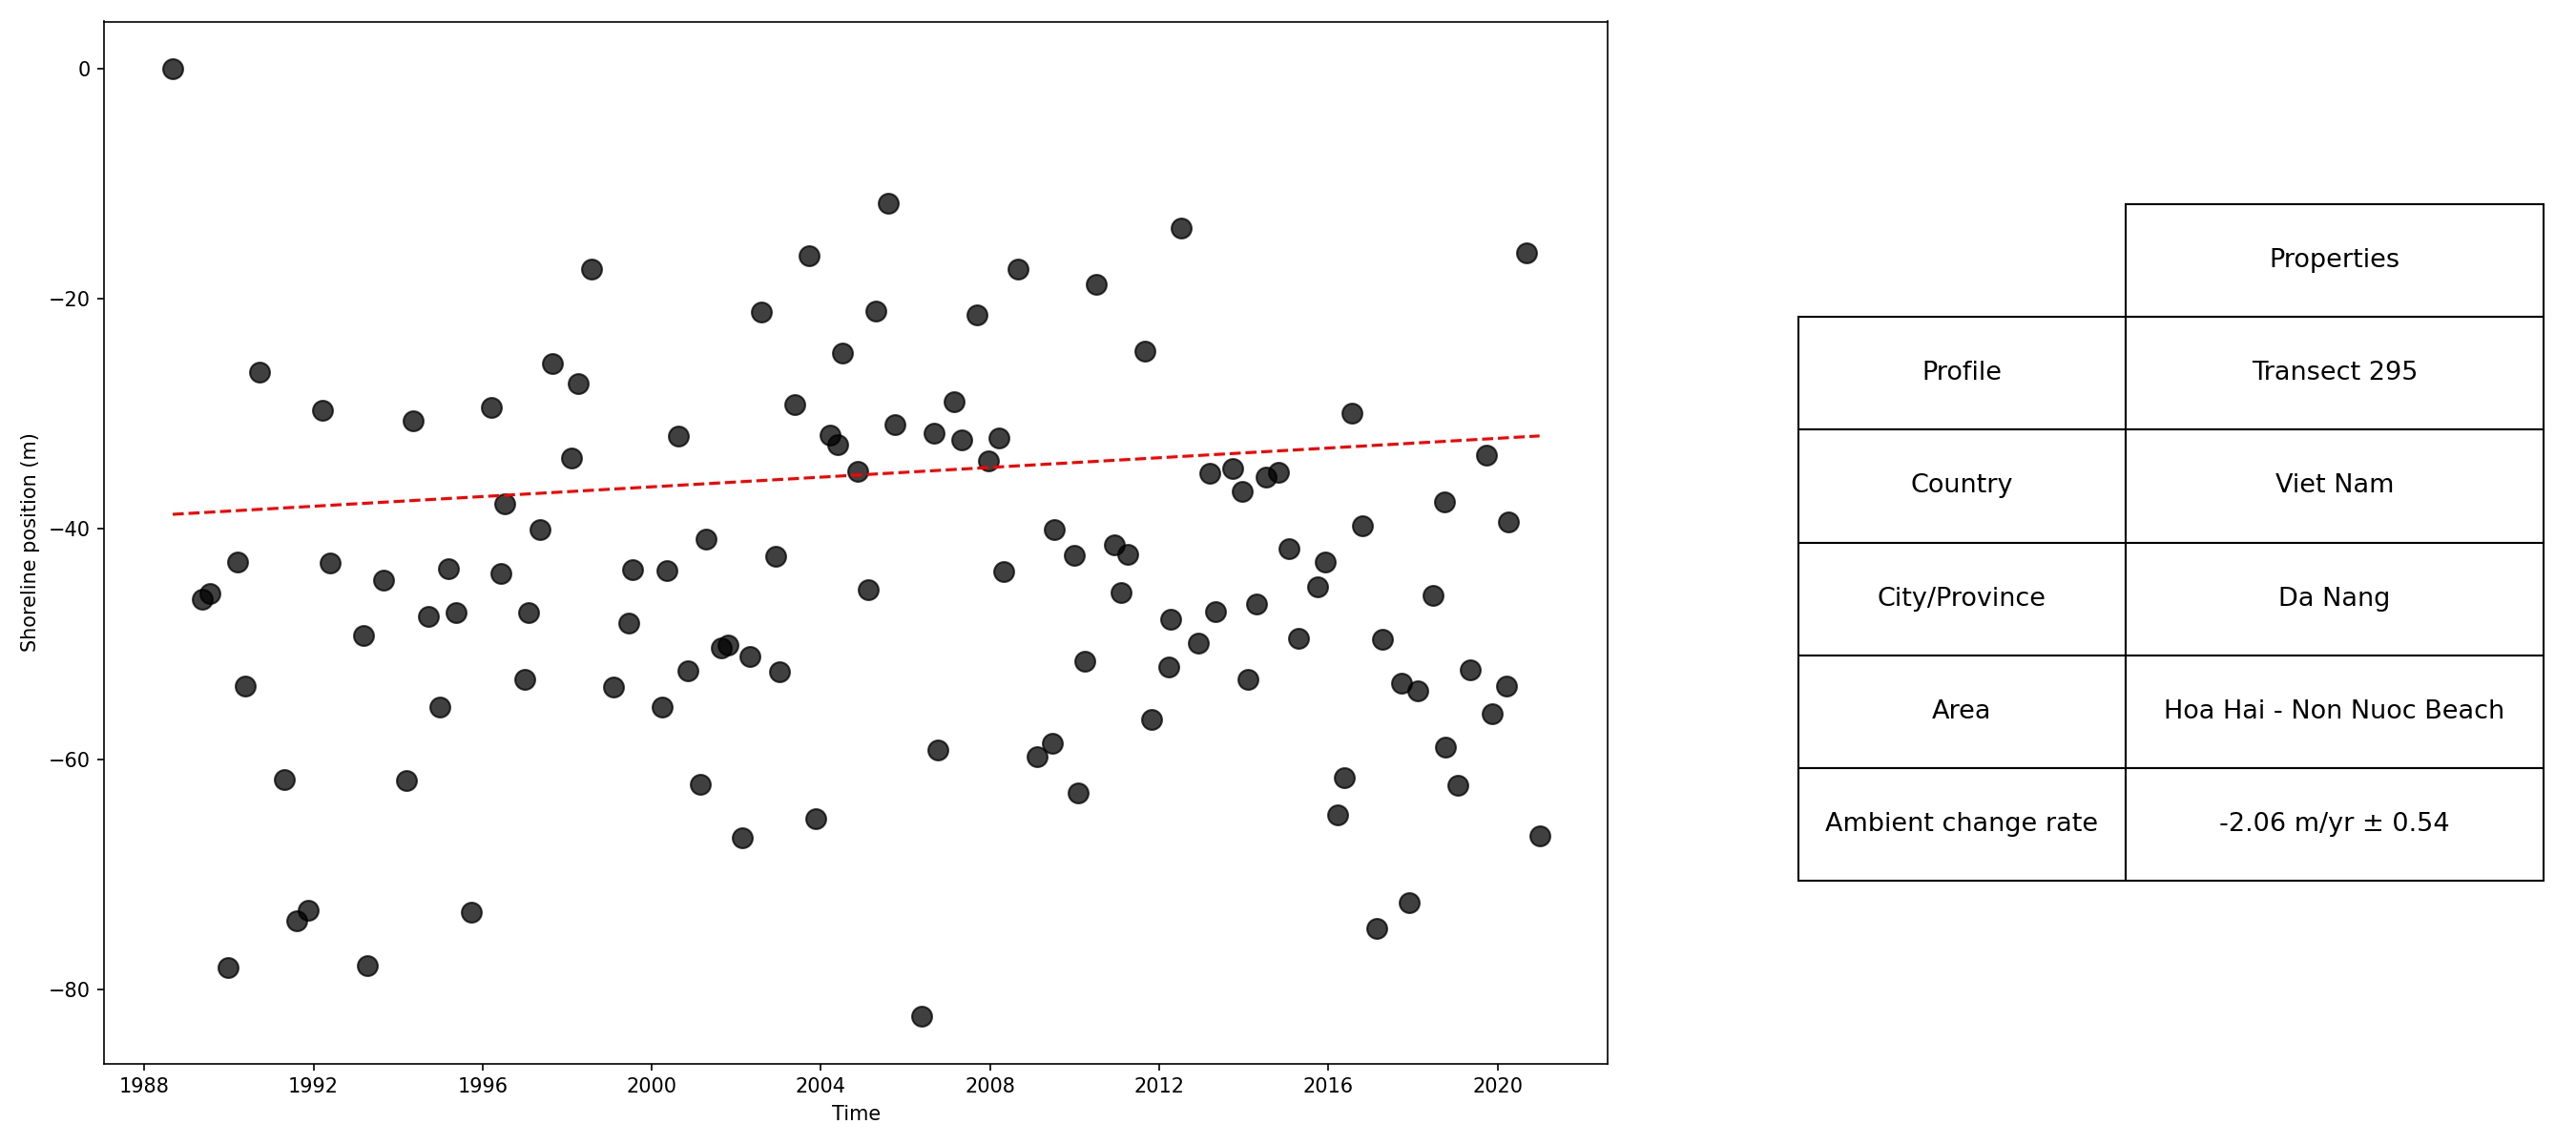 0
−20
−40
−60
−80
Shoreline position (m)
1988 1992 1996 2000 2004 2008 2012 2016 2020
Time
Properties
Profile Transect 295
Country Viet Nam
City/Province Da Nang
Area Hoa Hai - Non Nuoc Beach
Ambient change rate -2.06 m/yr ± 0.54